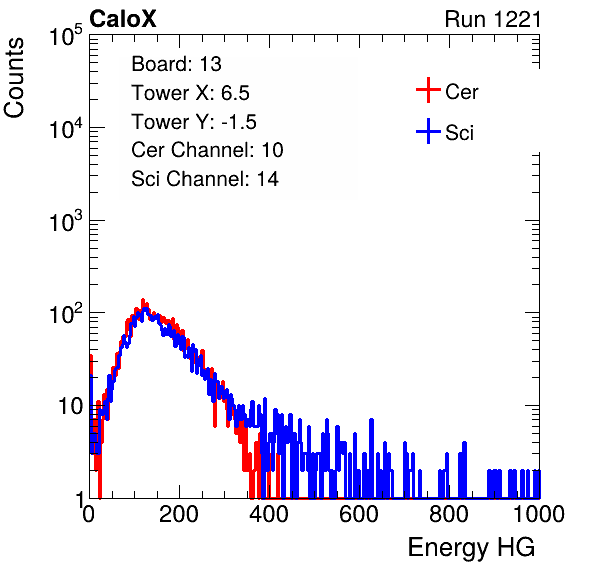 CaloX Run 1221
Counts
Board: 13
Tower X: 6.5
Tower Y: -1.5
Cer Channel: 10
Sci Channel: 14
Cer
Sci
10^5
10^4
10^3
10^2
10
1
0 200 400 600 800 1000
Energy HG